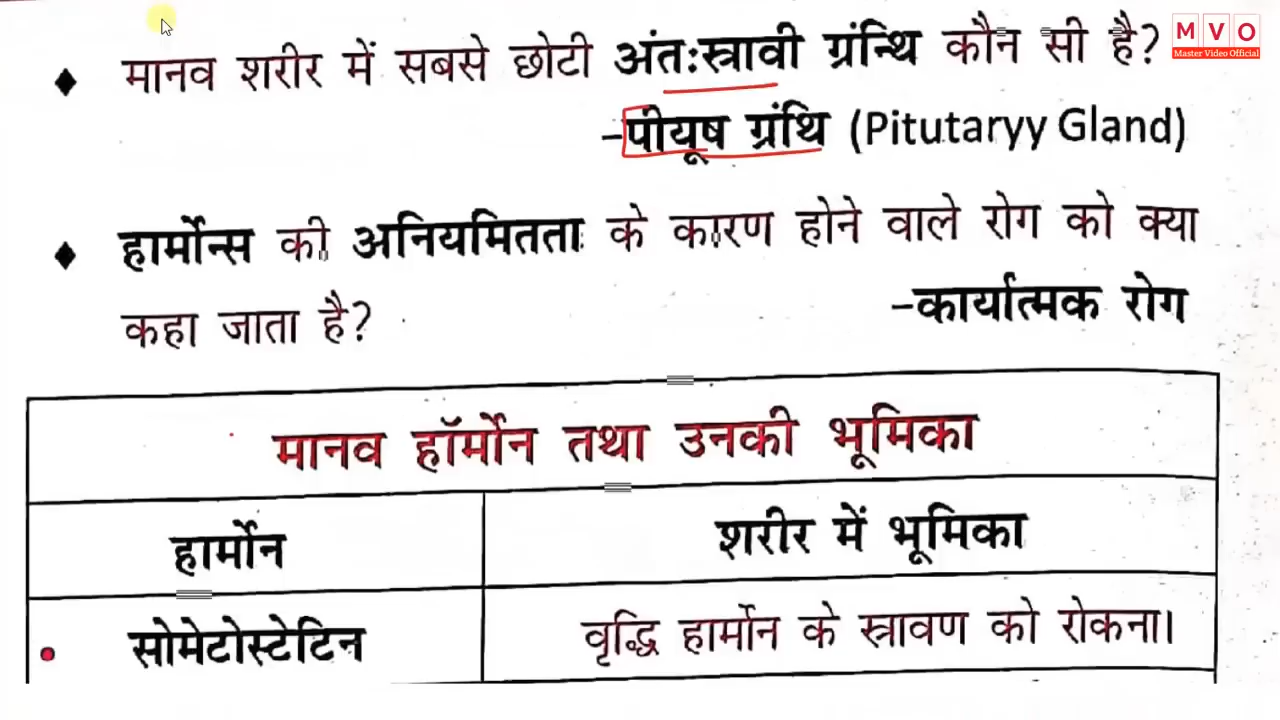 M V O
Master Video Official
♦ मानव शरीर में सबसे छोटी अंतःस्त्रावी ग्रंन्थि कौन सी है?
–पीयूष ग्रंथि (Pitutaryy Gland)
♦ हार्मोन्स की अनियमितता के कारण होने वाले रोग को क्या
कहा जाता है? –कार्यात्मक रोग
मानव हॉर्मोन तथा उनकी भूमिका
हार्मोन शरीर में भूमिका
सोमेटोस्टेटिन वृद्धि हार्मोन के स्त्रावण को रोकना।